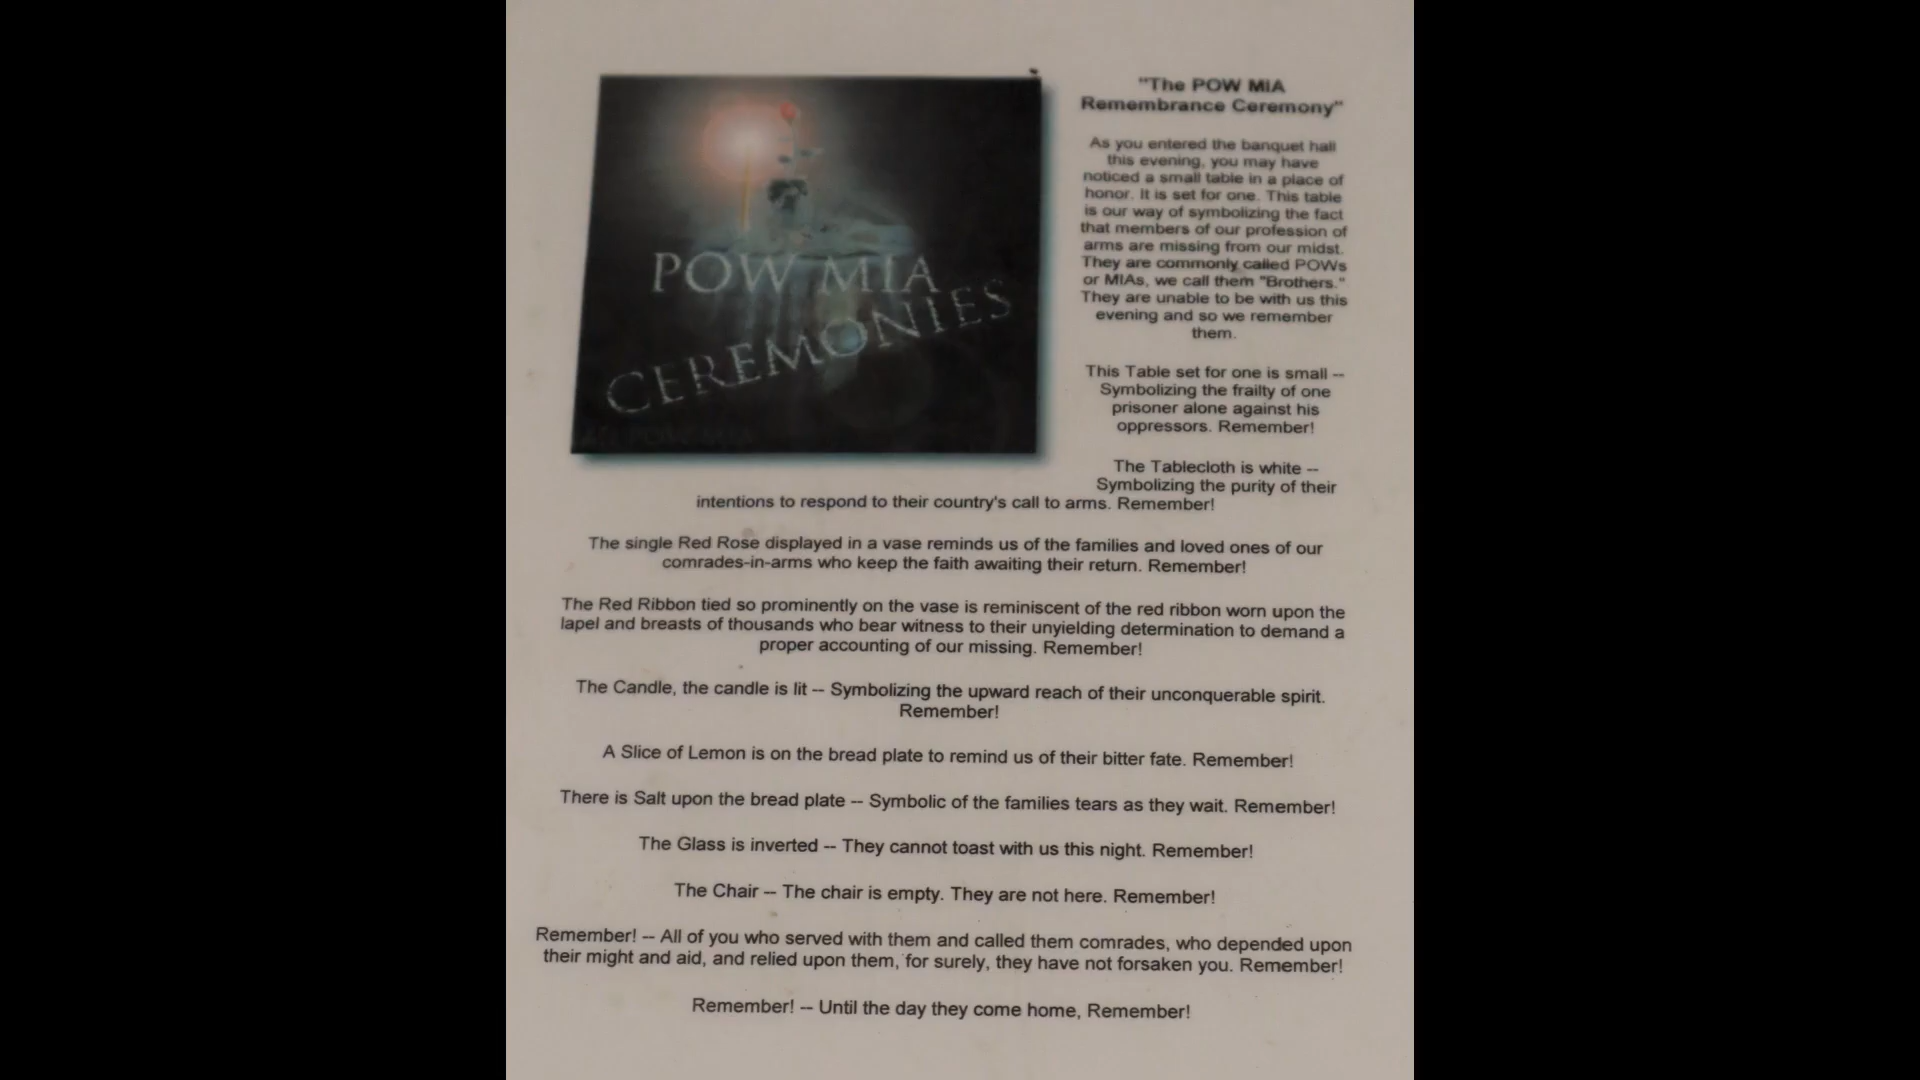 POW MIA
CEREMONIES
"The POW MIA
Remembrance Ceremony"
As you entered the banquet hall
this evening, you may have
noticed a small table in a place of
honor. It is set for one. This table
is our way of symbolizing the fact
that members of our profession of
arms are missing from our midst.
They are commonly called POWs
or MIAs, we call them "Brothers."
They are unable to be with us this
evening and so we remember
them.
This Table set for one is small --
Symbolizing the frailty of one
prisoner alone against his
oppressors. Remember!
The Tablecloth is white --
Symbolizing the purity of their
intentions to respond to their country's call to arms. Remember!
The single Red Rose displayed in a vase reminds us of the families and loved ones of our
comrades-in-arms who keep the faith awaiting their return. Remember!
The Red Ribbon tied so prominently on the vase is reminiscent of the red ribbon worn upon the
lapel and breasts of thousands who bear witness to their unyielding determination to demand a
proper accounting of our missing. Remember!
The Candle, the candle is lit -- Symbolizing the upward reach of their unconquerable spirit.
Remember!
A Slice of Lemon is on the bread plate to remind us of their bitter fate. Remember!
There is Salt upon the bread plate -- Symbolic of the families tears as they wait. Remember!
The Glass is inverted -- They cannot toast with us this night. Remember!
The Chair -- The chair is empty. They are not here. Remember!
Remember! -- All of you who served with them and called them comrades, who depended upon
their might and aid, and relied upon them, for surely, they have not forsaken you. Remember!
Remember! -- Until the day they come home, Remember!